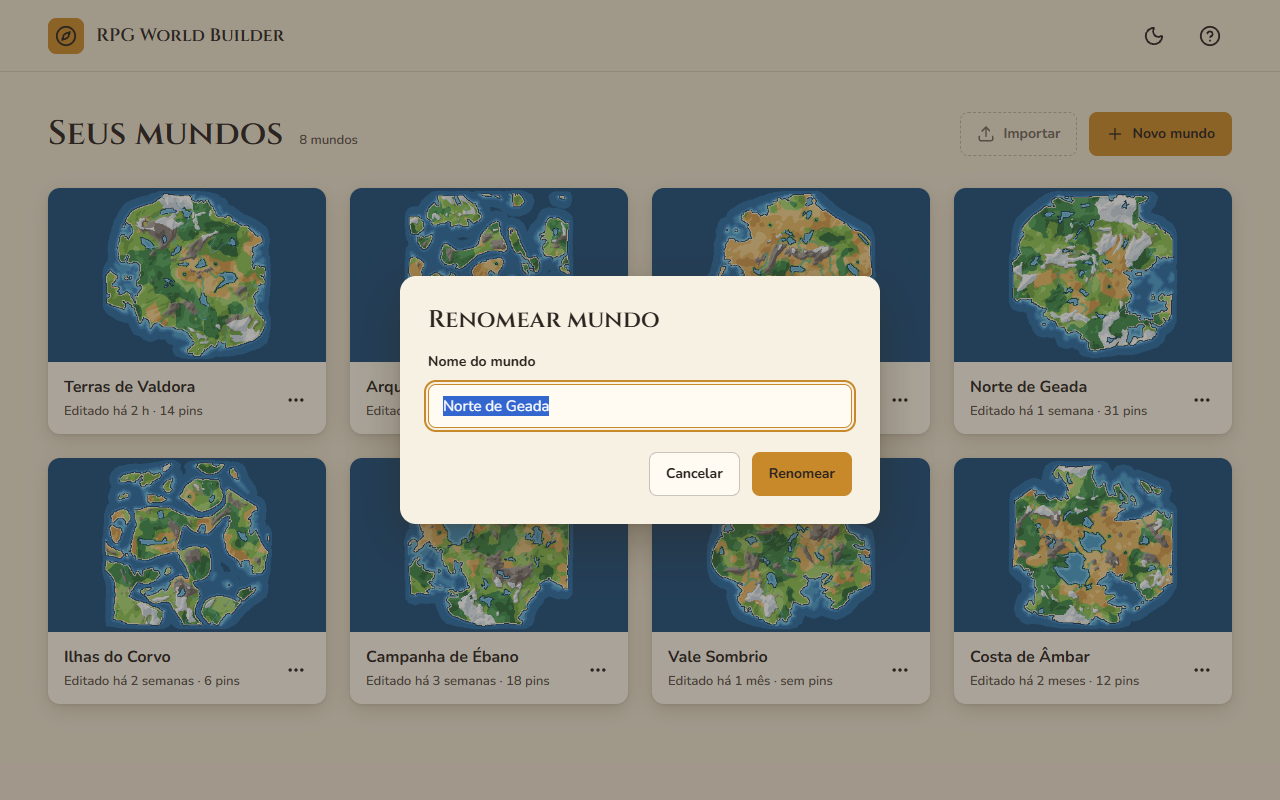 RPG World Builder
Seus mundos
8 mundos
Importar
Novo mundo
Terras de Valdora
Editado há 2 h · 14 pins
Norte de Geada
Editado há 1 semana · 31 pins
Renomear mundo
Nome do mundo
Norte de Geada
Cancelar
Renomear
Ilhas do Corvo
Editado há 2 semanas · 6 pins
Campanha de Ébano
Editado há 3 semanas · 18 pins
Vale Sombrio
Editado há 1 mês · sem pins
Costa de Âmbar
Editado há 2 meses · 12 pins